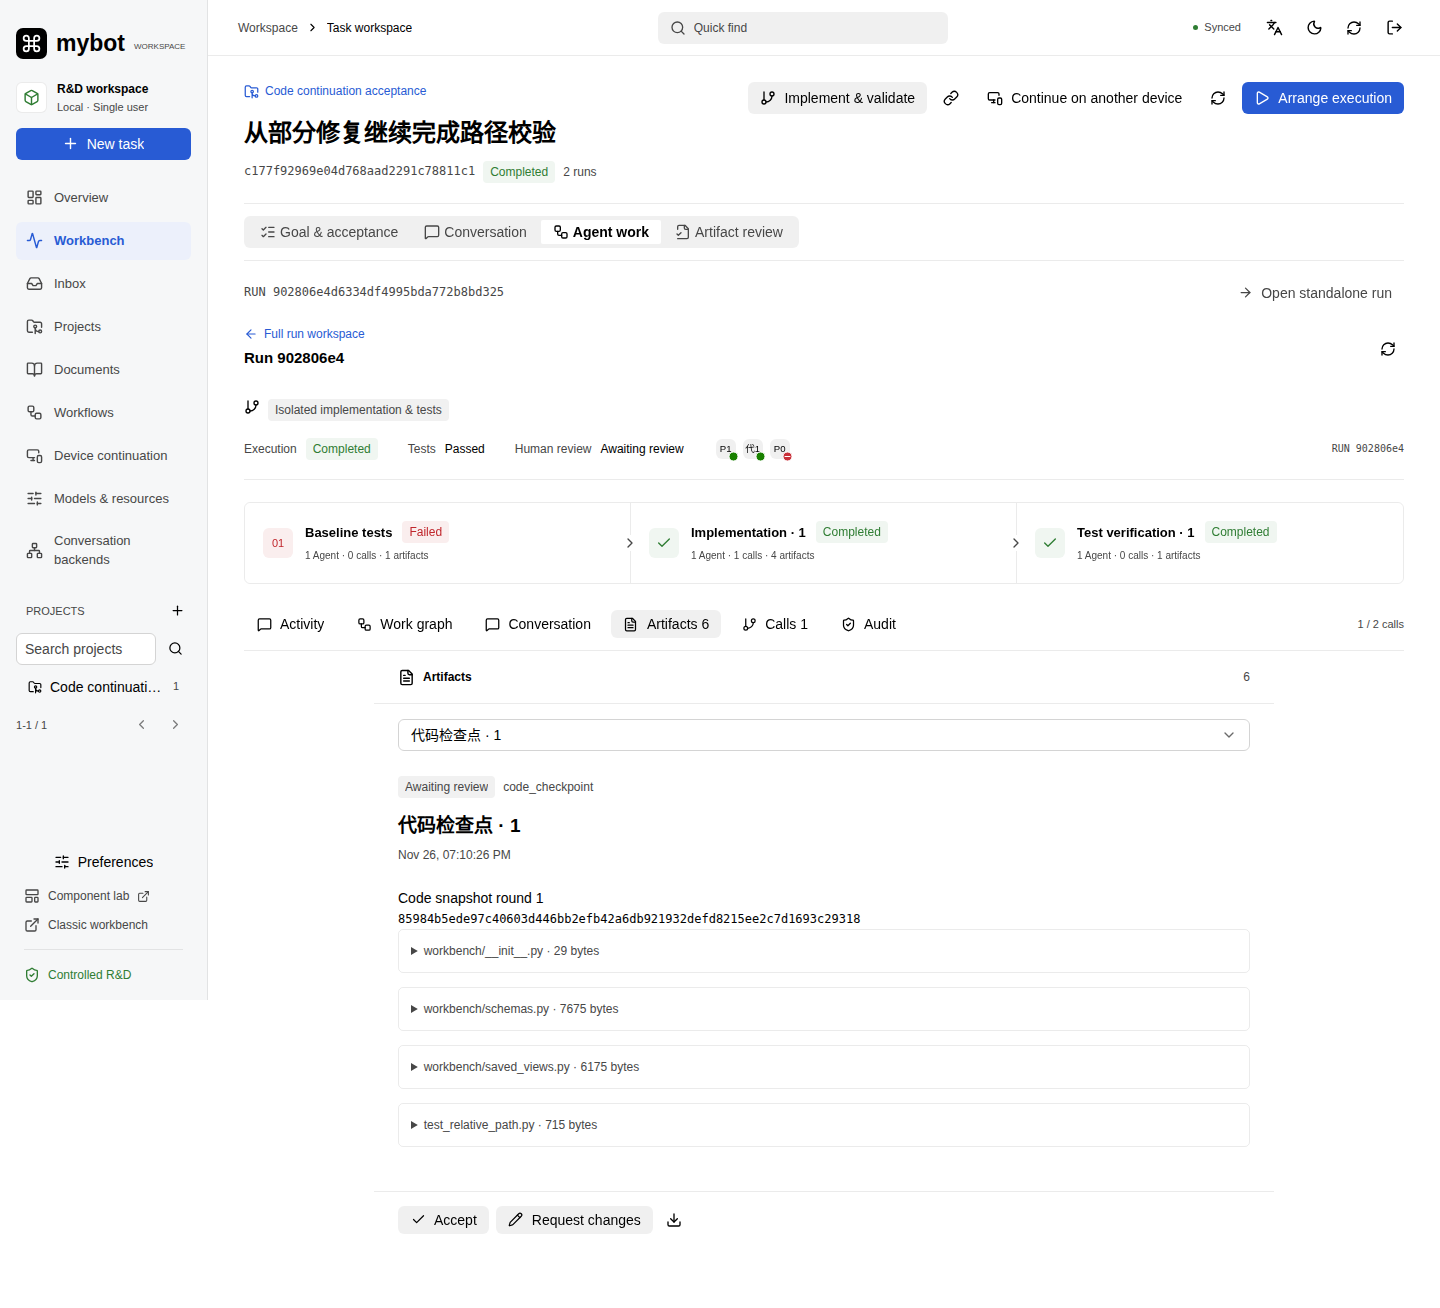 mybot WORKSPACE
R&D workspace
Local · Single user
New task
Overview
Workbench
Inbox
Projects
Documents
Workflows
Device continuation
Models & resources
Conversation
backends
PROJECTS
Search projects
Code continuati… 1
1-1 / 1
Preferences
Component lab
Classic workbench
Controlled R&D
Workspace Task workspace
Quick find
Synced
Code continuation acceptance
Implement & validate
Continue on another device
Arrange execution
从部分修复继续完成路径校验
c177f92969e04d768aad2291c78811c1 Completed 2 runs
Goal & acceptance Conversation Agent work Artifact review
RUN 902806e4d6334df4995bda772b8bd325
Open standalone run
Full run workspace
Run 902806e4
Isolated implementation & tests
Execution Completed Tests Passed Human review Awaiting review P1 代1 P0 RUN 902806e4
01 Baseline tests Failed
1 Agent · 0 calls · 1 artifacts
Implementation · 1 Completed
1 Agent · 1 calls · 4 artifacts
Test verification · 1 Completed
1 Agent · 0 calls · 1 artifacts
Activity Work graph Conversation Artifacts 6 Calls 1 Audit 1 / 2 calls
Artifacts 6
代码检查点 · 1
Awaiting review code_checkpoint
代码检查点 · 1
Nov 26, 07:10:26 PM
Code snapshot round 1
85984b5ede97c40603d446bb2efb42a6db921932defd8215ee2c7d1693c29318
workbench/__init__.py · 29 bytes
workbench/schemas.py · 7675 bytes
workbench/saved_views.py · 6175 bytes
test_relative_path.py · 715 bytes
Accept Request changes